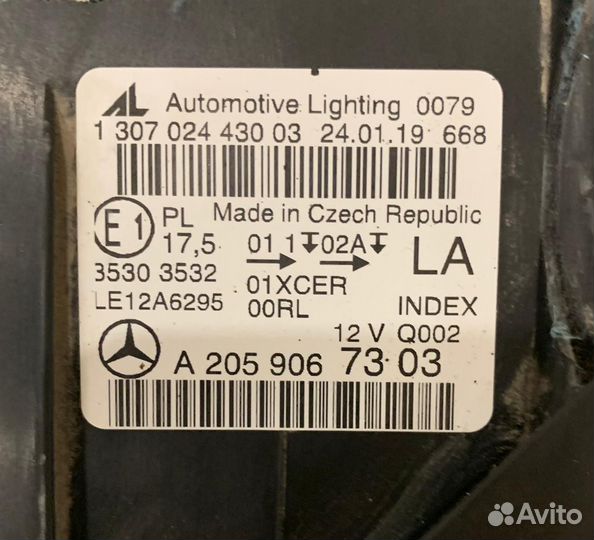 AL Automotive Lighting 0079
1 307 024 430 03 24.01.19 668
E1 PL Made in Czech Republic
17,5 01 1 02A LA
3530 3532 01XCER
LE12A6295 00RL INDEX
12 V Q002
A 205 906 73 03
Avito